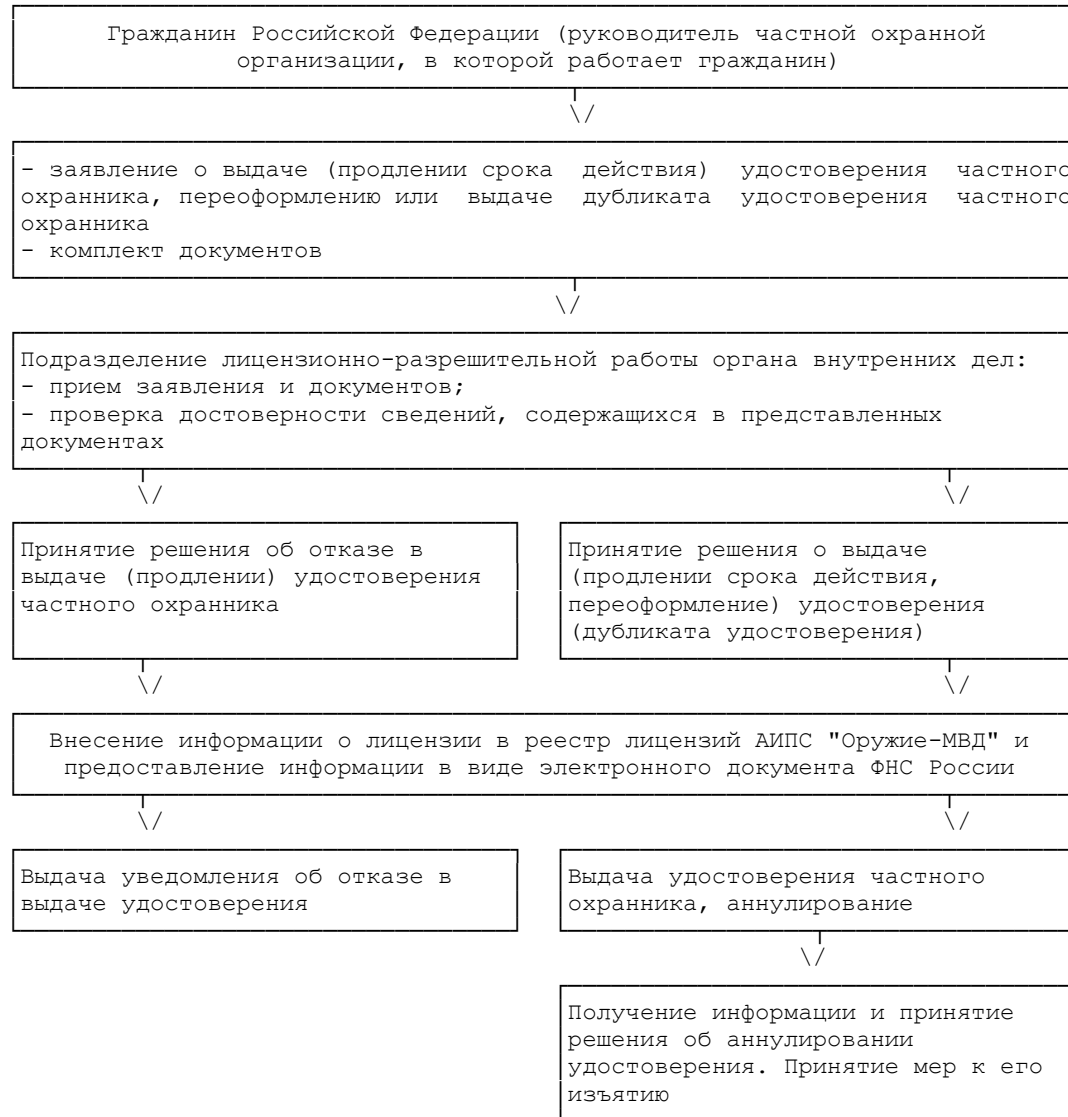 Гражданин Российской Федерации (руководитель частной охранной
организации, в которой работает гражданин)
\/
- заявление о выдаче (продлении срока действия) удостоверения частного
охранника, переоформлению или выдаче дубликата удостоверения частного
охранника
- комплект документов
\/
Подразделение лицензионно-разрешительной работы органа внутренних дел:
- прием заявления и документов;
- проверка достоверности сведений, содержащихся в представленных
документах
\/ \/
Принятие решения об отказе в
выдаче (продлении) удостоверения
частного охранника
Принятие решения о выдаче
(продлении срока действия,
переоформление) удостоверения
(дубликата удостоверения)
\/ \/
Внесение информации о лицензии в реестр лицензий АИПС "Оружие-МВД" и
предоставление информации в виде электронного документа ФНС России
\/ \/
Выдача уведомления об отказе в
выдаче удостоверения
Выдача удостоверения частного
охранника, аннулирование
\/
Получение информации и принятие
решения об аннулировании
удостоверения. Принятие мер к его
изъятию